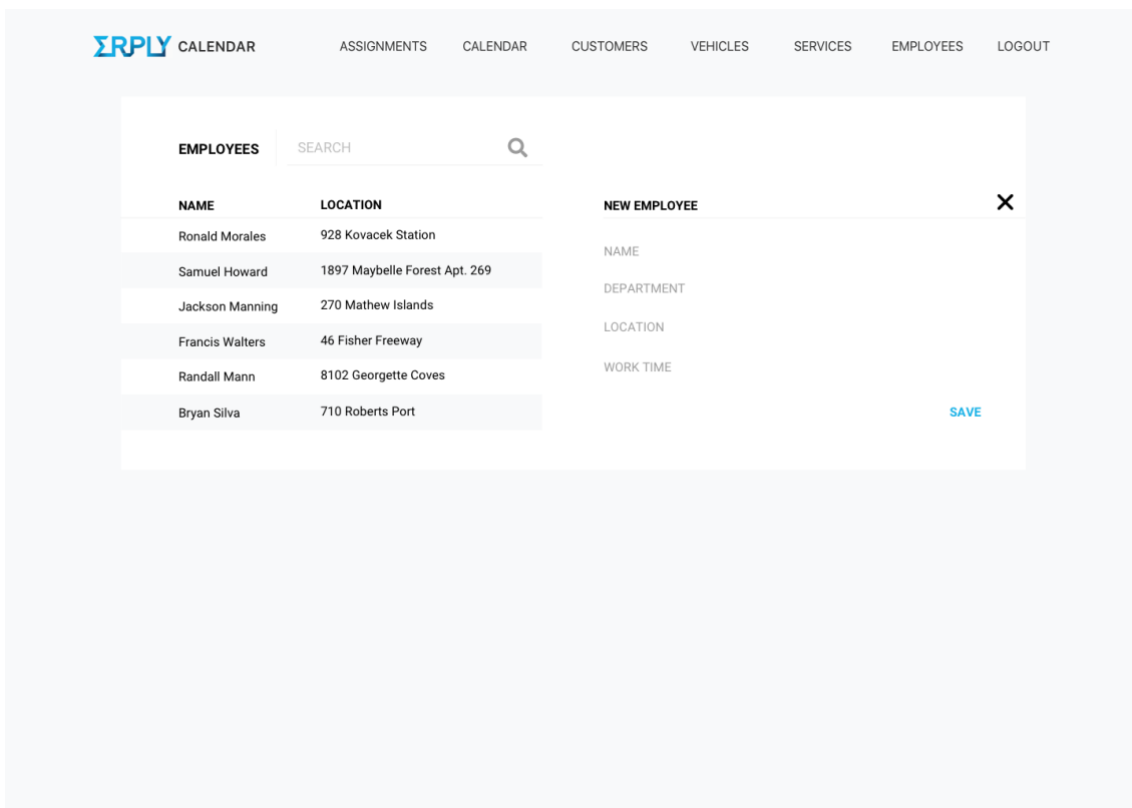 ERPLY CALENDAR ASSIGNMENTS CALENDAR CUSTOMERS VEHICLES SERVICES EMPLOYEES LOGOUT
EMPLOYEES SEARCH
NAME LOCATION
Ronald Morales 928 Kovacek Station
Samuel Howard 1897 Maybelle Forest Apt. 269
Jackson Manning 270 Mathew Islands
Francis Walters 46 Fisher Freeway
Randall Mann 8102 Georgette Coves
Bryan Silva 710 Roberts Port
NEW EMPLOYEE
NAME
DEPARTMENT
LOCATION
WORK TIME
SAVE